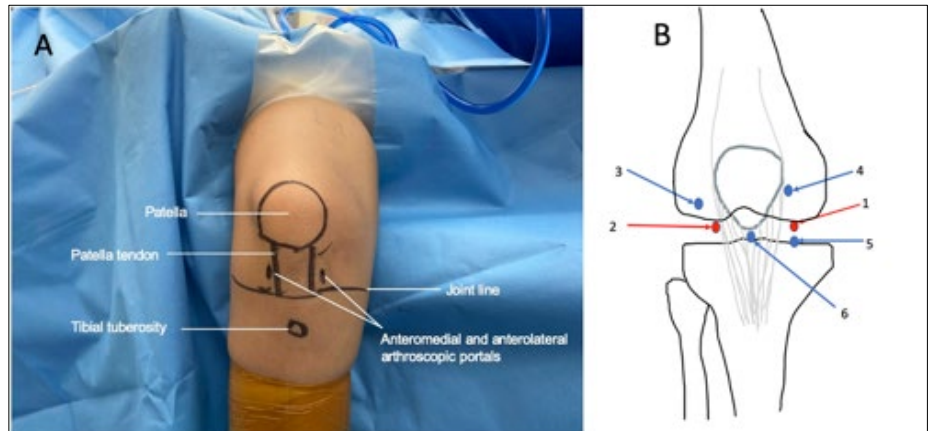 A
Patella
Patella tendon
Joint line
Tibial tuberosity
Anteromedial and anterolateral
arthroscopic portals
B
3
4
2
1
5
6